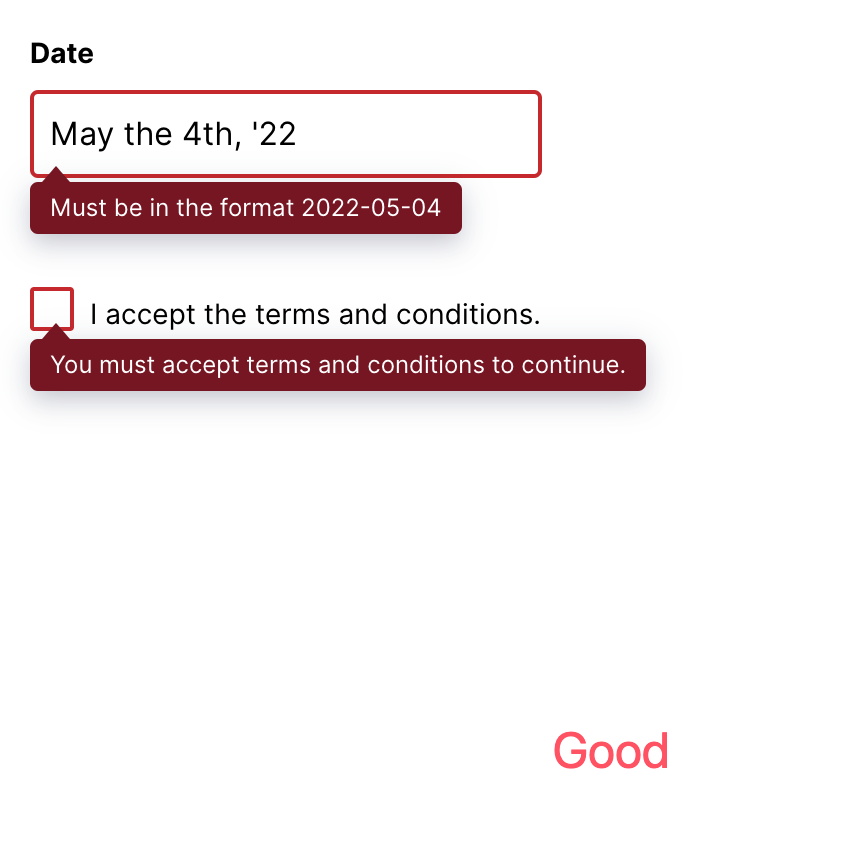 Date
May the 4th, '22
Must be in the format 2022-05-04
I accept the terms and conditions.
You must accept terms and conditions to continue.
Good